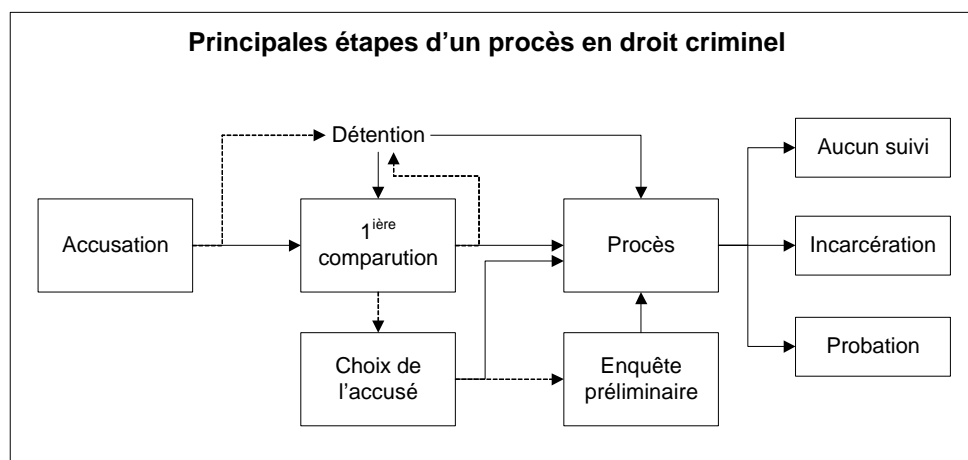 Principales étapes d'un procès en droit criminel
Détention
Aucun suivi
Accusation
1ière
comparution
Procès
Incarcération
Choix de
l'accusé
Enquête
préliminaire
Probation